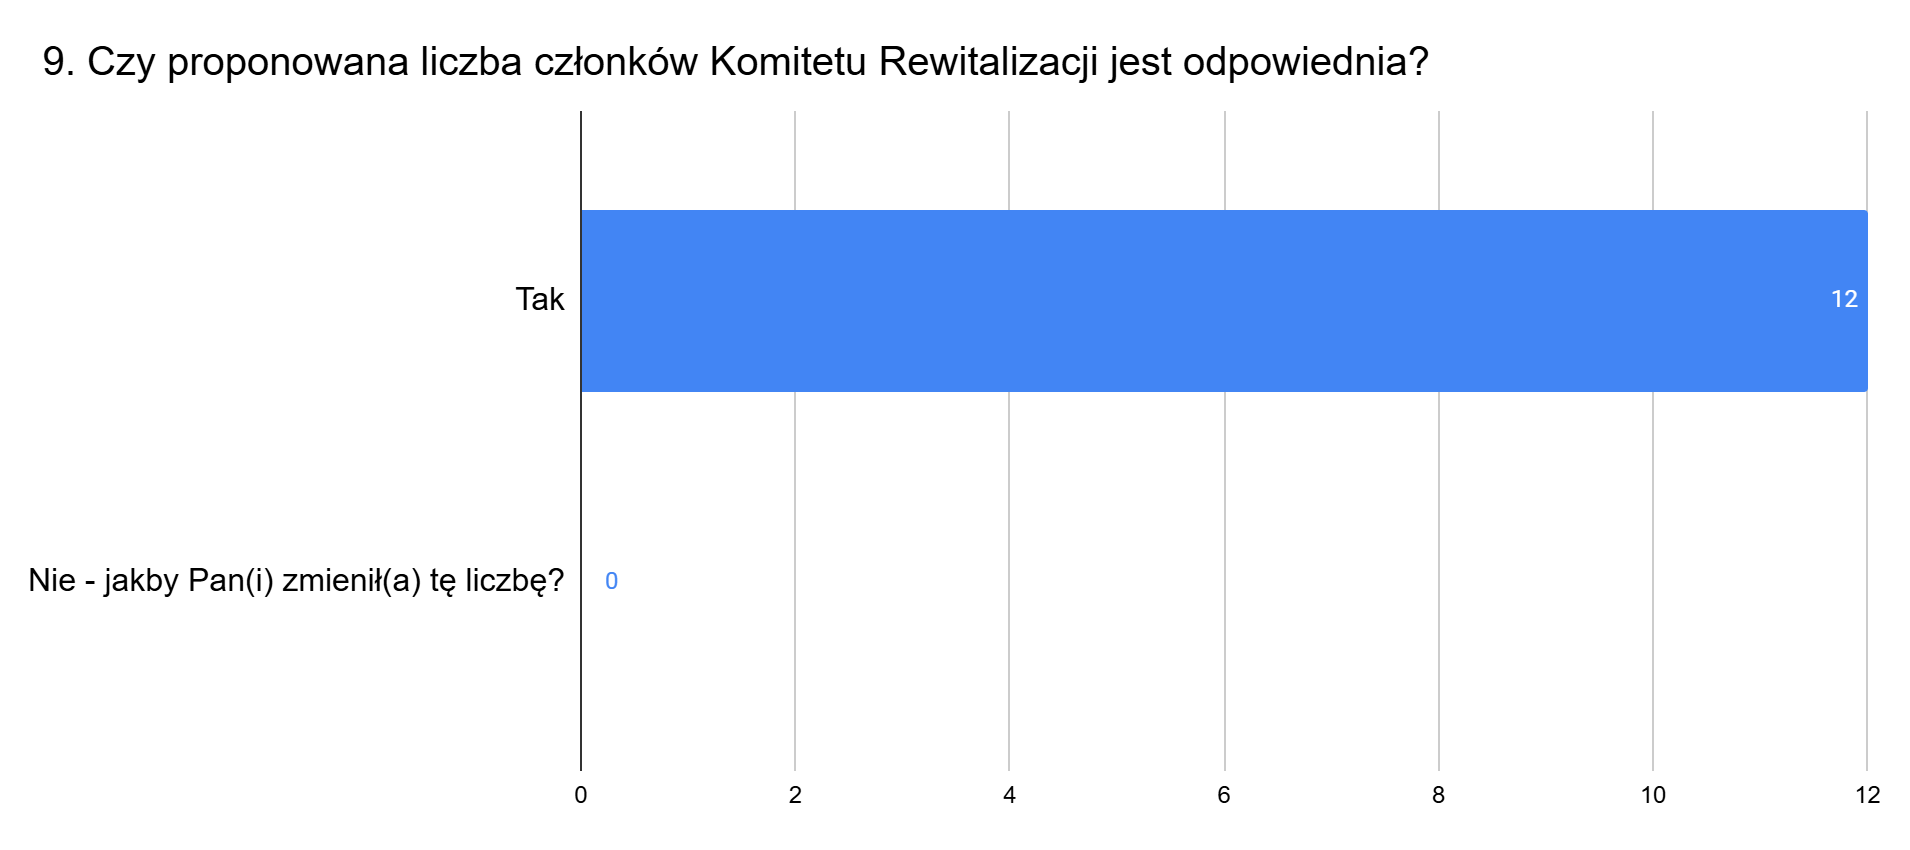 9. Czy proponowana liczba członków Komitetu Rewitalizacji jest odpowiednia?
Tak
12
Nie - jakby Pan(i) zmienił(a) tę liczbę?
0
0 2 4 6 8 10 12